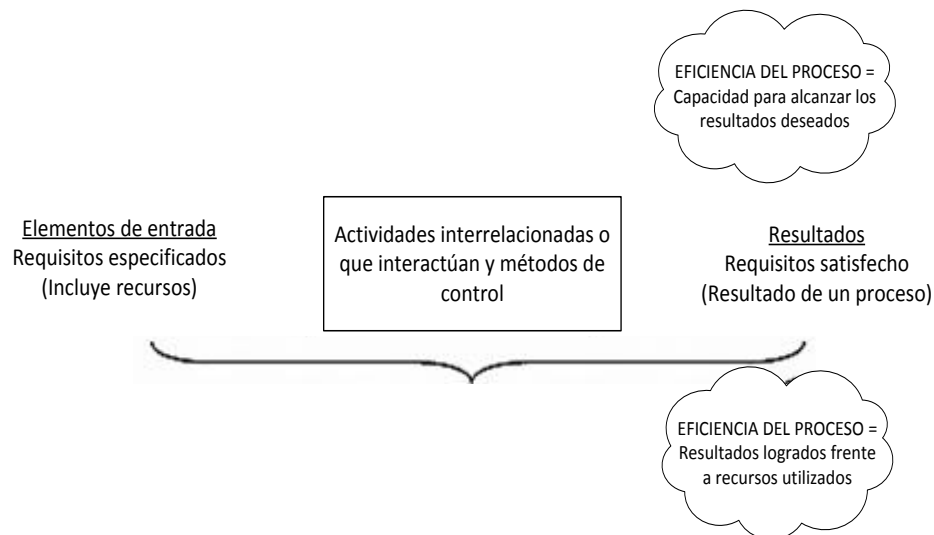 EFICIENCIA DEL PROCESO =
Capacidad para alcanzar los
resultados deseados
Elementos de entrada
Requisitos especificados
(Incluye recursos)
Actividades interrelacionadas o
que interactúan y métodos de
control
Resultados
Requisitos satisfecho
(Resultado de un proceso)
EFICIENCIA DEL PROCESO =
Resultados logrados frente
a recursos utilizados